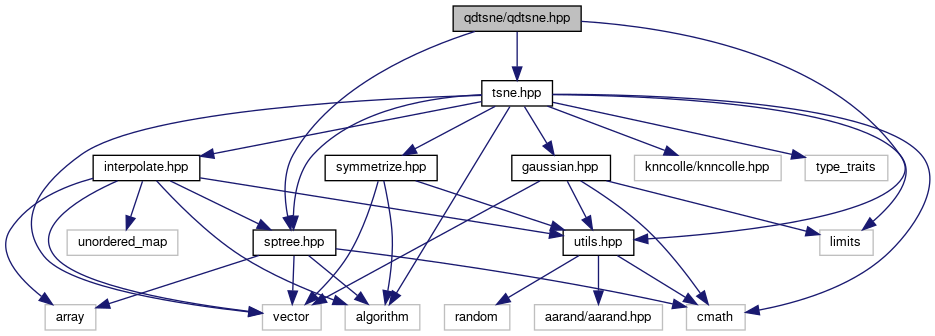 qdtsne/qdtsne.hpp
tsne.hpp
interpolate.hpp
symmetrize.hpp
gaussian.hpp
knncolle/knncolle.hpp
type_traits
unordered_map
sptree.hpp
utils.hpp
limits
array
vector
algorithm
random
aarand/aarand.hpp
cmath